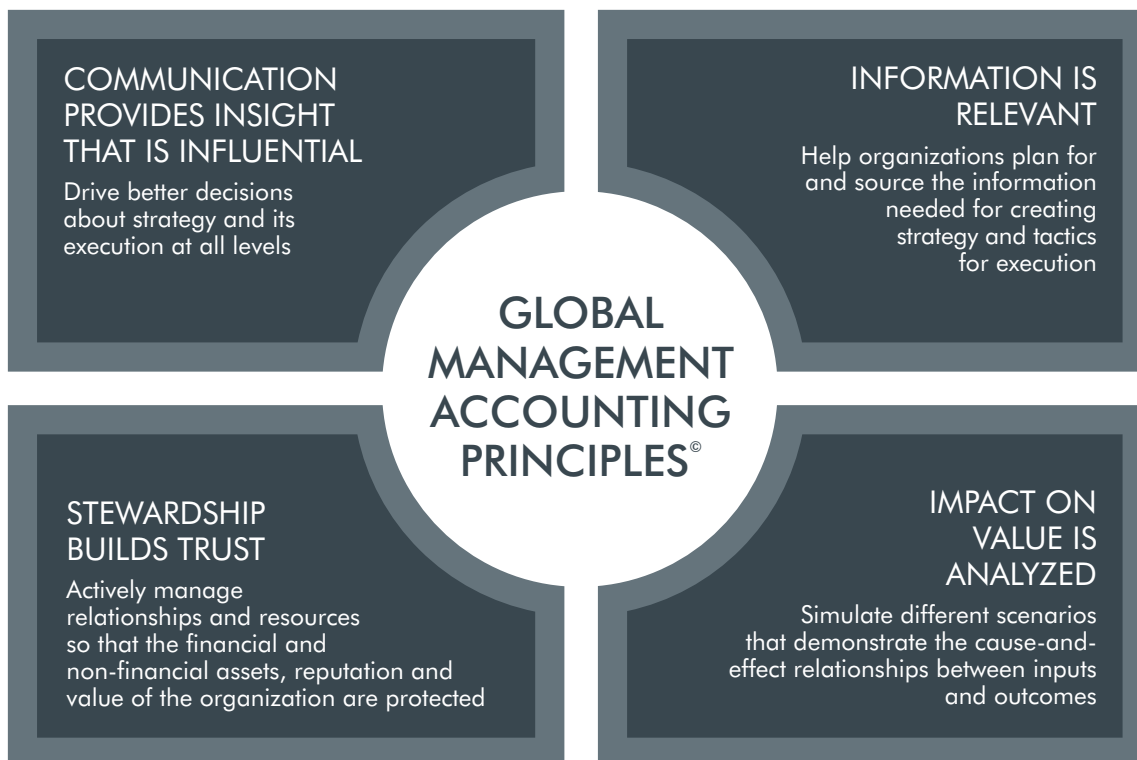 COMMUNICATION
PROVIDES INSIGHT
THAT IS INFLUENTIAL
Drive better decisions
about strategy and its
execution at all levels
INFORMATION IS
RELEVANT
Help organizations plan for
and source the information
needed for creating
strategy and tactics
for execution
GLOBAL
MANAGEMENT
ACCOUNTING
PRINCIPLES©
STEWARDSHIP
BUILDS TRUST
Actively manage
relationships and resources
so that the financial and
non-financial assets, reputation and
value of the organization are protected
IMPACT ON
VALUE IS
ANALYZED
Simulate different scenarios
that demonstrate the cause-and-
effect relationships between inputs
and outcomes